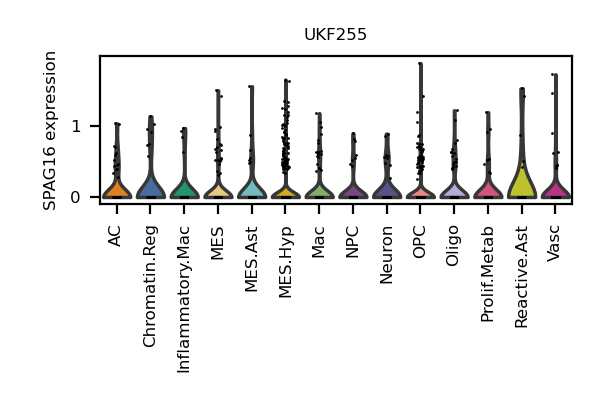 UKF255
SPAG16 expression
1
0
AC
Chromatin.Reg
Inflammatory.Mac
MES
MES.Ast
MES.Hyp
Mac
NPC
Neuron
OPC
Oligo
Prolif.Metab
Reactive.Ast
Vasc